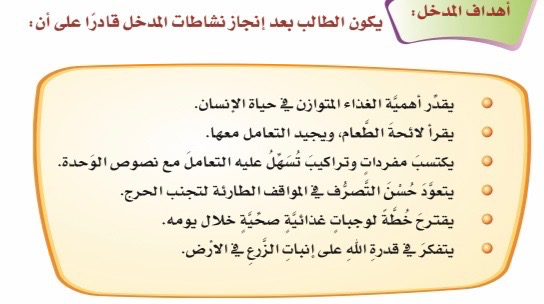 أهداف المدخل:
يكون الطالب بعد إنجاز نشاطات المدخل قادرًا على أن:
يقدِّر أهميَّة الغذاء المتوازن في حياة الإنسان.
يقرأ لائحةَ الطَّعام، ويجيد التعامل معها.
يكتسبَ مفرداتٍ وتراكيبَ تُسَهِّلُ عليه التعاملَ مع نصوص الوَحدة.
يتعوَّدَ حُسْنَ التَّصرُّف في المواقف الطارئة لتجنب الحرج.
يقترحَ خُطَّةً لوجباتٍ غذائيَّةٍ صحّيَّةٍ خلال يومه.
يتفكرَ في قدرةِ اللهِ على إنباتِ الزَّرعِ في الأرْضِ.